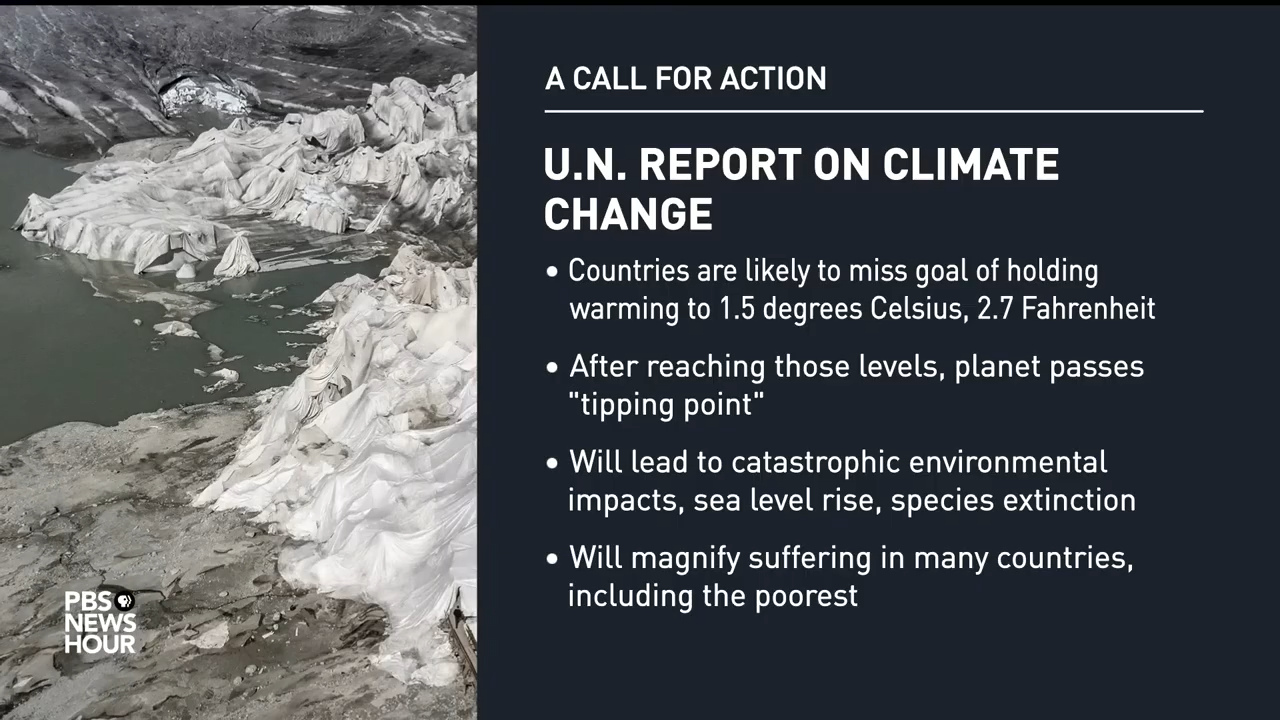 A CALL FOR ACTION
U.N. REPORT ON CLIMATE
CHANGE
• Countries are likely to miss goal of holding
warming to 1.5 degrees Celsius, 2.7 Fahrenheit
• After reaching those levels, planet passes
"tipping point"
• Will lead to catastrophic environmental
impacts, sea level rise, species extinction
• Will magnify suffering in many countries,
including the poorest
PBS
NEWS
HOUR